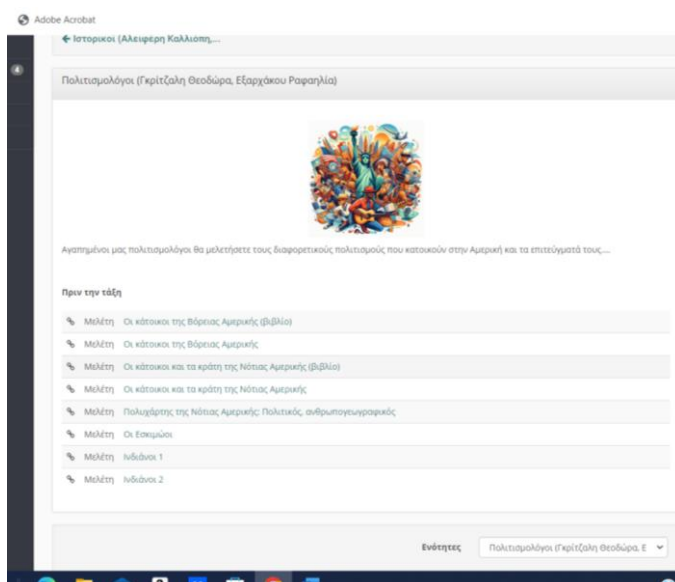 Adobe Acrobat
Ιστορικοί (Αλειφερη Καλλιόπη,...
4
Πολιτισμολόγοι (Γκρίτζαλη Θεοδώρα, Εξαρχάκου Ραφαηλία)
Αγαπημένοι μας πολιτισμολόγοι θα μελετήσετε τους διαφορετικούς πολιτισμούς που κατοικούν στην Αμερική και τα επιτεύγματά τους....
Πριν την τάξη
Μελέτη Οι κάτοικοι της Βόρειας Αμερικής (βιβλίο)
Μελέτη Οι κάτοικοι της Βόρειας Αμερικής
Μελέτη Οι κάτοικοι και τα κράτη της Νότιας Αμερικής (βιβλίο)
Μελέτη Οι κάτοικοι και τα κράτη της Νότιας Αμερικής
Μελέτη Πολυχάρτης της Νότιας Αμερικής: Πολιτικός, ανθρωπογεωγραφικός
Μελέτη Οι Εσκιμώοι
Μελέτη Ινδιάνοι 1
Μελέτη Ινδιάνοι 2
Ενότητες Πολιτισμολόγοι (Γκρίτζαλη Θεοδώρα, Ε